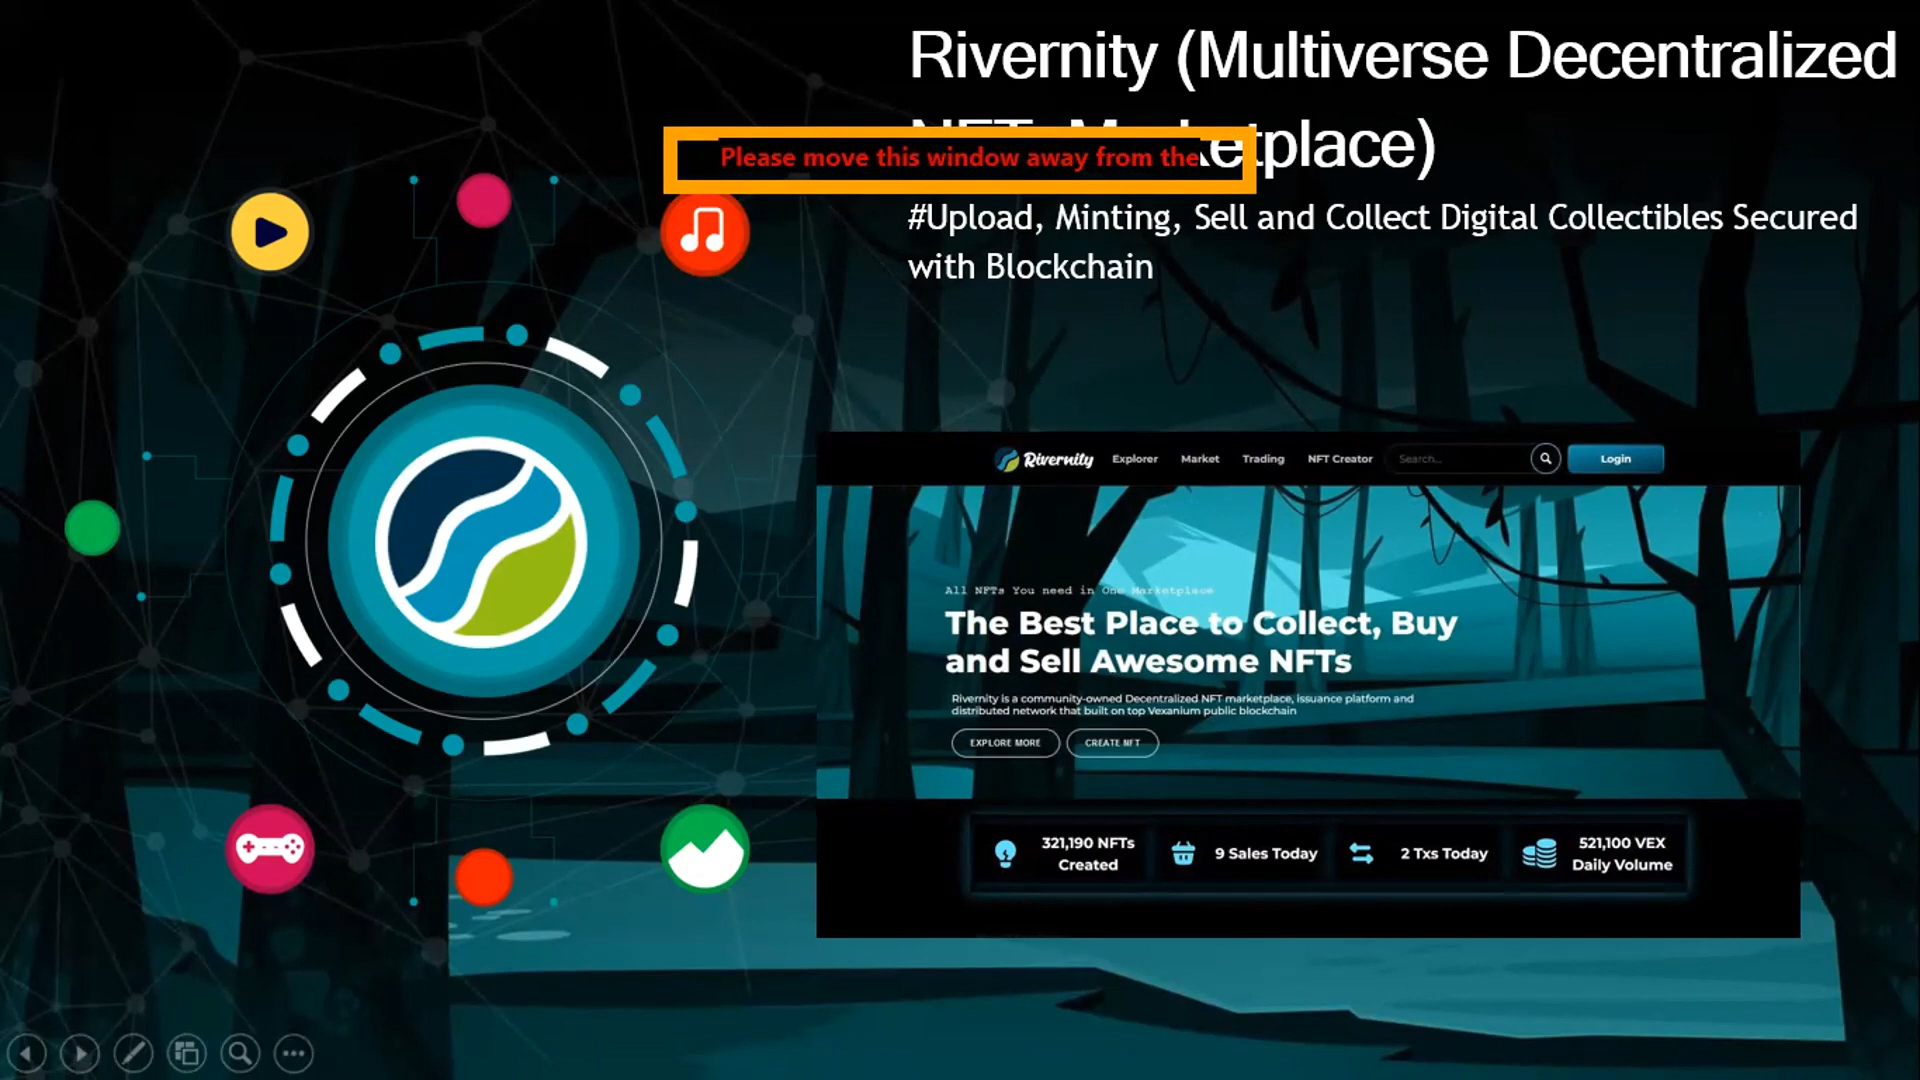 Rivernity (Multiverse Decentralized
Marketplace)
Please move this window away from the
#Upload, Minting, Sell and Collect Digital Collectibles Secured
with Blockchain
Rivernity Explorer Market Trading NFT Creator Search... Login
All NFTs You need in One Marketplace
The Best Place to Collect, Buy
and Sell Awesome NFTs
Rivernity is a community-owned Decentralized NFT marketplace, issuance platform and
distributed network that built on top Vexanium public blockchain
EXPLORE MORE CREATE NFT
321,190 NFTs
Created
9 Sales Today
2 Txs Today
521,100 VEX
Daily Volume